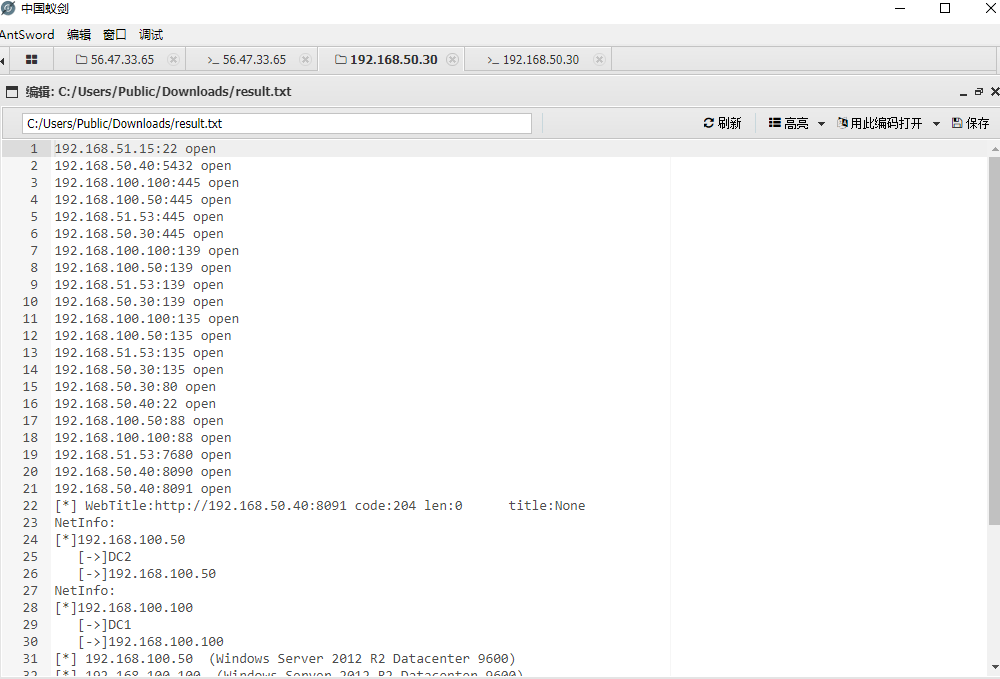 中国蚁剑
AntSword 编辑 窗口 调试
56.47.33.65 >_ 56.47.33.65 192.168.50.30 >_ 192.168.50.30
编辑: C:/Users/Public/Downloads/result.txt
C:/Users/Public/Downloads/result.txt 刷新 高亮 用此编码打开 保存
1 192.168.51.15:22 open
2 192.168.50.40:5432 open
3 192.168.100.100:445 open
4 192.168.100.50:445 open
5 192.168.51.53:445 open
6 192.168.50.30:445 open
7 192.168.100.100:139 open
8 192.168.100.50:139 open
9 192.168.51.53:139 open
10 192.168.50.30:139 open
11 192.168.100.100:135 open
12 192.168.100.50:135 open
13 192.168.51.53:135 open
14 192.168.50.30:135 open
15 192.168.50.30:80 open
16 192.168.50.40:22 open
17 192.168.100.50:88 open
18 192.168.100.100:88 open
19 192.168.51.53:7680 open
20 192.168.50.40:8090 open
21 192.168.50.40:8091 open
22 [*] WebTitle:http://192.168.50.40:8091 code:204 len:0 title:None
23 NetInfo:
24 [*]192.168.100.50
25 [->]DC2
26 [->]192.168.100.50
27 NetInfo:
28 [*]192.168.100.100
29 [->]DC1
30 [->]192.168.100.100
31 [*] 192.168.100.50 (Windows Server 2012 R2 Datacenter 9600)
32 [*] 192.168.100.100 (Windows Server 2012 R2 Datacenter 9600)